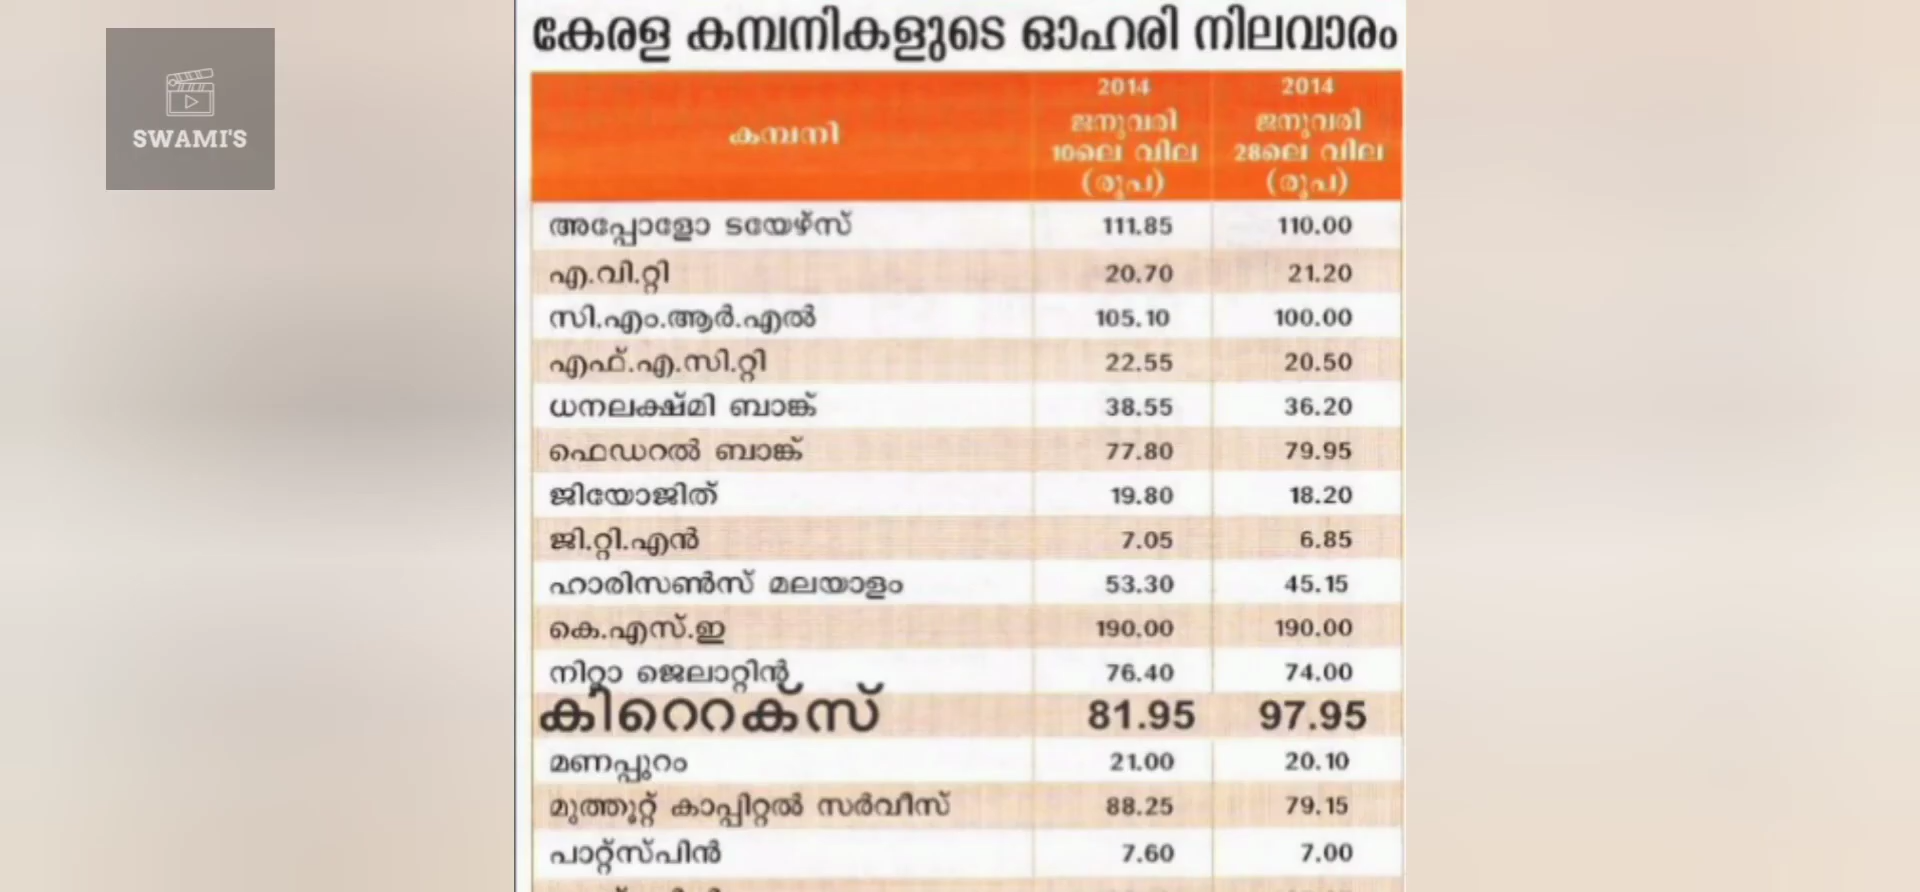 SWAMI'S
കേരള കമ്പനികളുടെ ഓഹരി നിലവാരം
കമ്പനി 2014 ജനുവരി 10ലെ വില (രൂപ) 2014 ജനുവരി 28ലെ വില (രൂപ)
അപ്പോളോ ടയേഴ്സ് 111.85 110.00
എ.വി.റ്റി 20.70 21.20
സി.എം.ആർ.എൽ 105.10 100.00
എഫ്.എ.സി.റ്റി 22.55 20.50
ധനലക്ഷ്മി ബാങ്ക് 38.55 36.20
ഫെഡറൽ ബാങ്ക് 77.80 79.95
ജിയോജിത് 19.80 18.20
ജി.റ്റി.എൻ 7.05 6.85
ഹാരിസൺസ് മലയാളം 53.30 45.15
കെ.എസ്.ഇ 190.00 190.00
നിറ്റാ ജെലാറ്റിൻ 76.40 74.00
കിറ്റെക്സ് 81.95 97.95
മണപ്പുറം 21.00 20.10
മുത്തൂറ്റ് കാപ്പിറ്റൽ സർവീസ് 88.25 79.15
പാറ്റ്സ്പിൻ 7.60 7.00